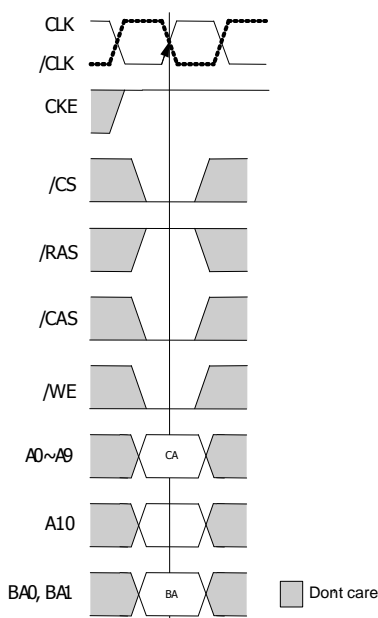 CLK
/CLK
CKE
/CS
/RAS
/CAS
/WE
A0~A9
CA
A10
BA0, BA1
BA
Dont care